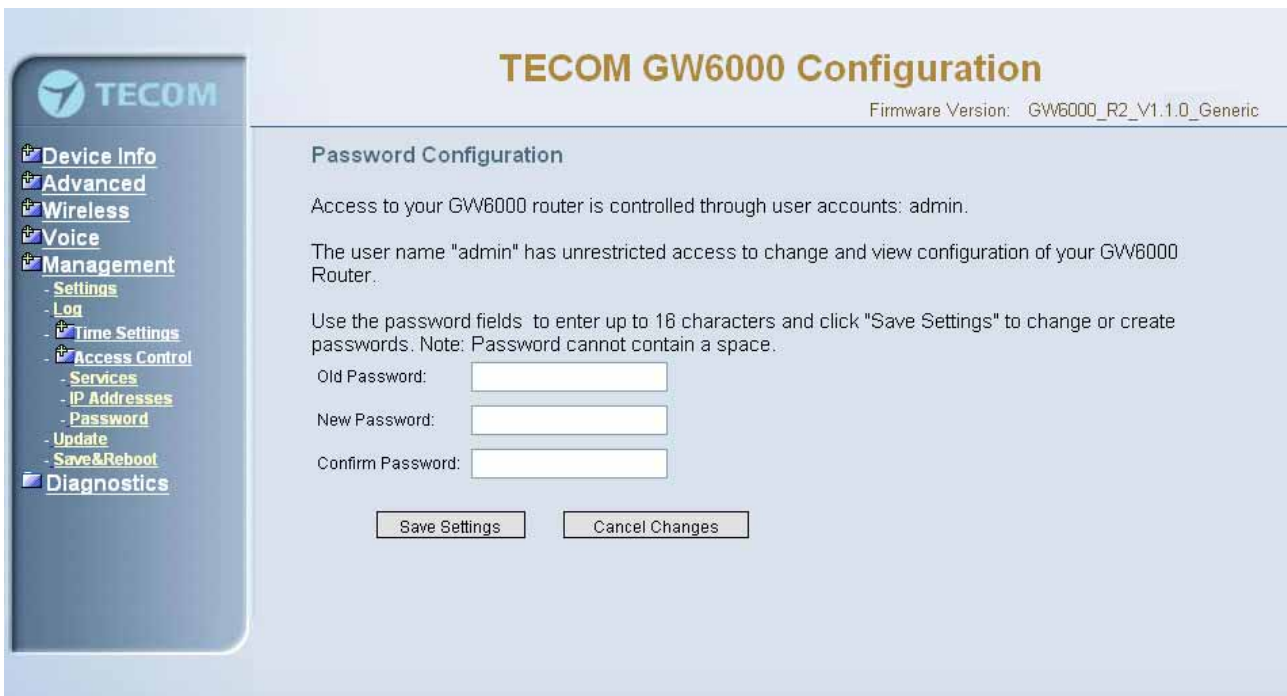 TECOM
TECOM GW6000 Configuration
Firmware Version: GW6000_R2_V1.1.0_Generic
Device Info
Advanced
Wireless
Voice
Management
- Settings
- Log
- Time Settings
- Access Control
- Services
- IP Addresses
- Password
- Update
- Save&Reboot
Diagnostics
Password Configuration
Access to your GW6000 router is controlled through user accounts: admin.
The user name "admin" has unrestricted access to change and view configuration of your GW6000
Router.
Use the password fields to enter up to 16 characters and click "Save Settings" to change or create
passwords. Note: Password cannot contain a space.
Old Password:
New Password:
Confirm Password:
Save Settings Cancel Changes